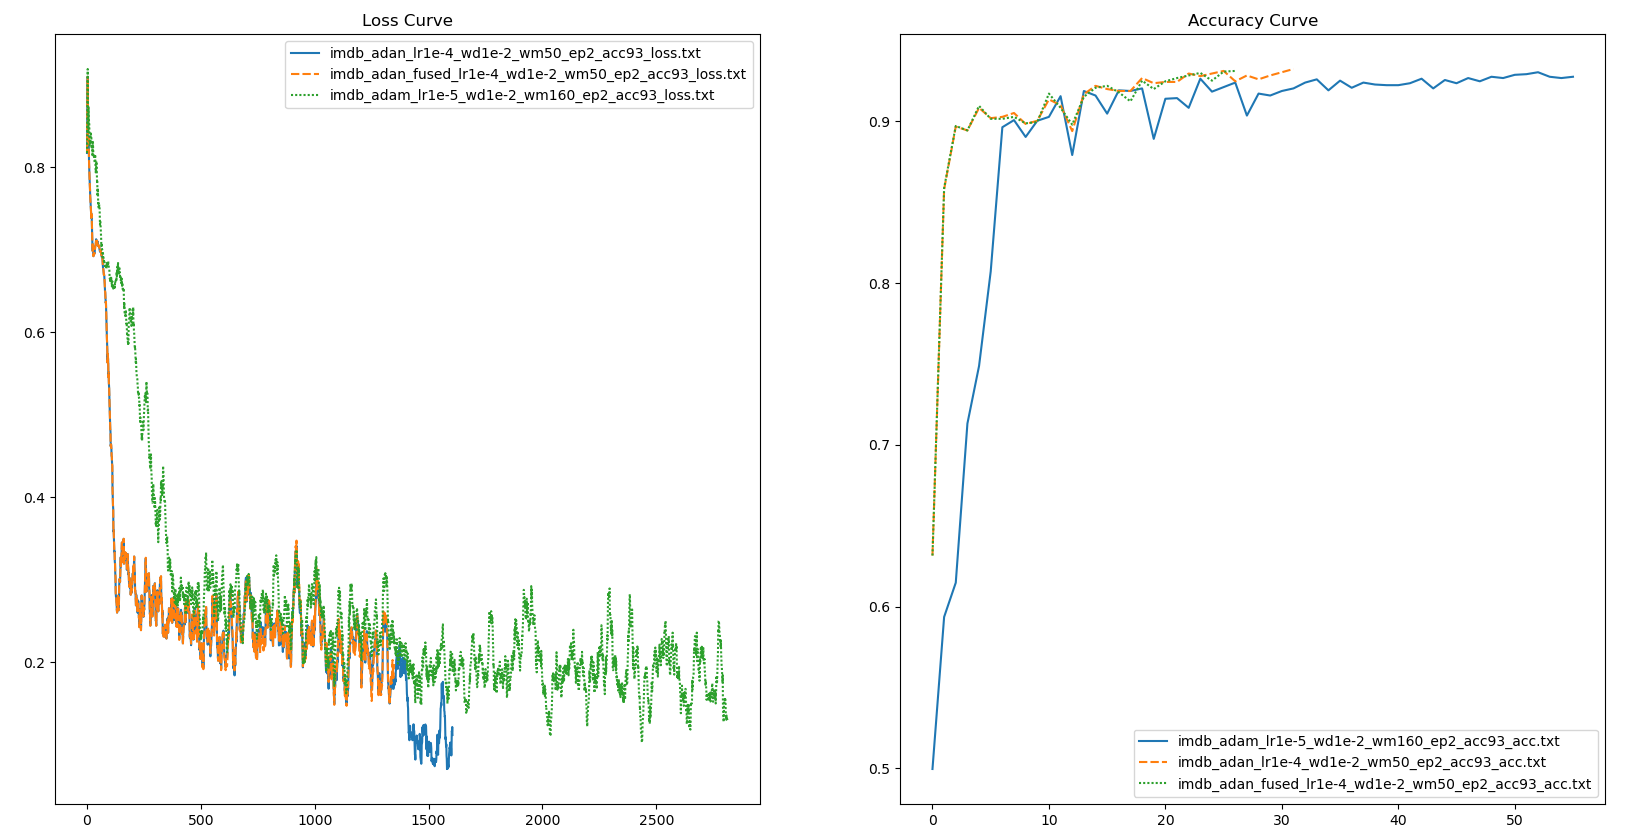 Loss Curve
imdb_adan_lr1e-4_wd1e-2_wm50_ep2_acc93_loss.txt
imdb_adan_fused_lr1e-4_wd1e-2_wm50_ep2_acc93_loss.txt
imdb_adam_lr1e-5_wd1e-2_wm160_ep2_acc93_loss.txt
0.8
0.6
0.4
0.2
0 500 1000 1500 2000 2500
Accuracy Curve
0.9
0.8
0.7
0.6
0.5
imdb_adam_lr1e-5_wd1e-2_wm160_ep2_acc93_acc.txt
imdb_adan_lr1e-4_wd1e-2_wm50_ep2_acc93_acc.txt
imdb_adan_fused_lr1e-4_wd1e-2_wm50_ep2_acc93_acc.txt
0 10 20 30 40 50